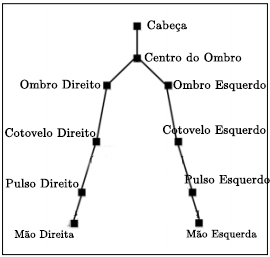 Cabeça
Centro do Ombro
Ombro Direito
Ombro Esquerdo
Cotovelo Direito
Cotovelo Esquerdo
Pulso Direito
Pulso Esquerdo
Mão Direita
Mão Esquerda